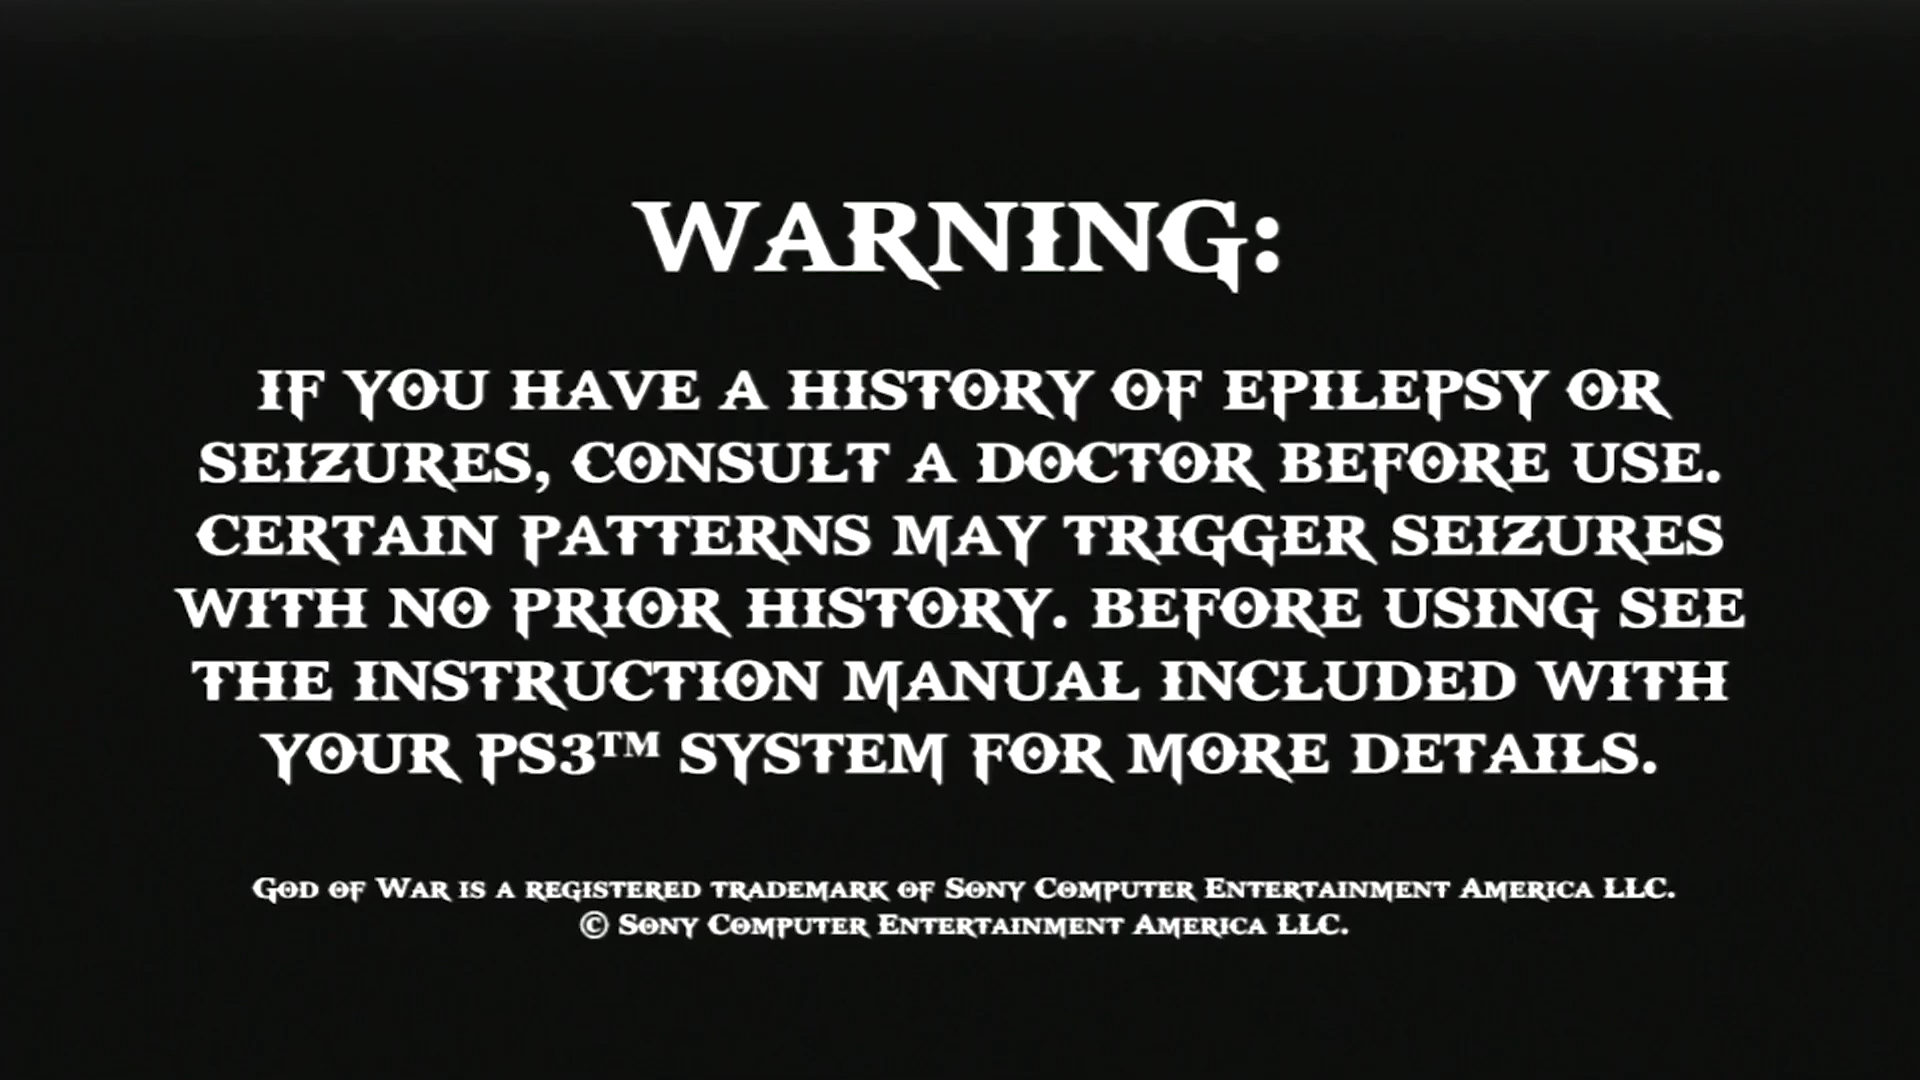 WARNING:
IF YOU HAVE A HISTORY OF EPILEPSY OR
SEIZURES, CONSULT A DOCTOR BEFORE USE.
CERTAIN PATTERNS MAY TRIGGER SEIZURES
WITH NO PRIOR HISTORY. BEFORE USING SEE
THE INSTRUCTION MANUAL INCLUDED WITH
YOUR PS3™ SYSTEM FOR MORE DETAILS.
GOD OF WAR IS A REGISTERED TRADEMARK OF SONY COMPUTER ENTERTAINMENT AMERICA LLC.
© SONY COMPUTER ENTERTAINMENT AMERICA LLC.